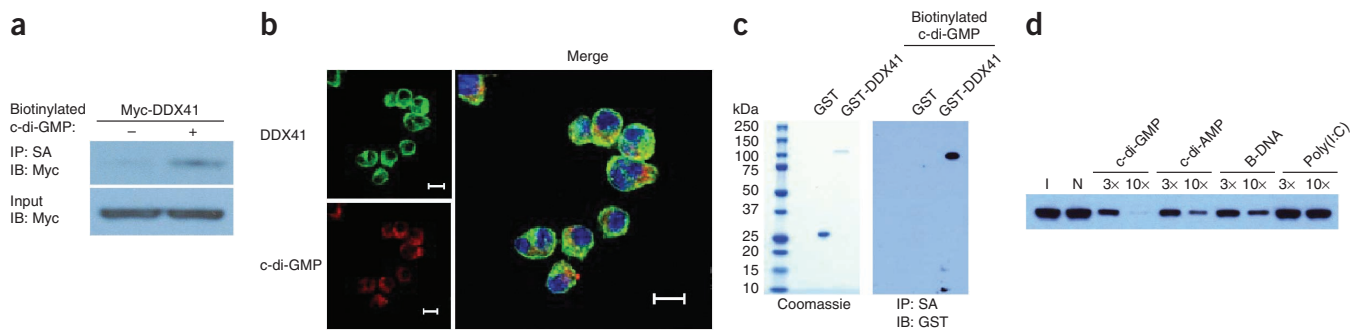 a
Biotinylated
c-di-GMP:
Myc-DDX41
– +
IP: SA
IB: Myc
Input
IB: Myc
b
Merge
DDX41
c-di-GMP
c
Biotinylated
c-di-GMP
kDa
GST
GST-DDX41
GST
GST-DDX41
250
150
100
75
50
37
25
20
15
10
Coomassie
IP: SA
IB: GST
d
c-di-GMP
c-di-AMP
B-DNA
Poly(I:C)
I N 3× 10× 3× 10× 3× 10× 3× 10×